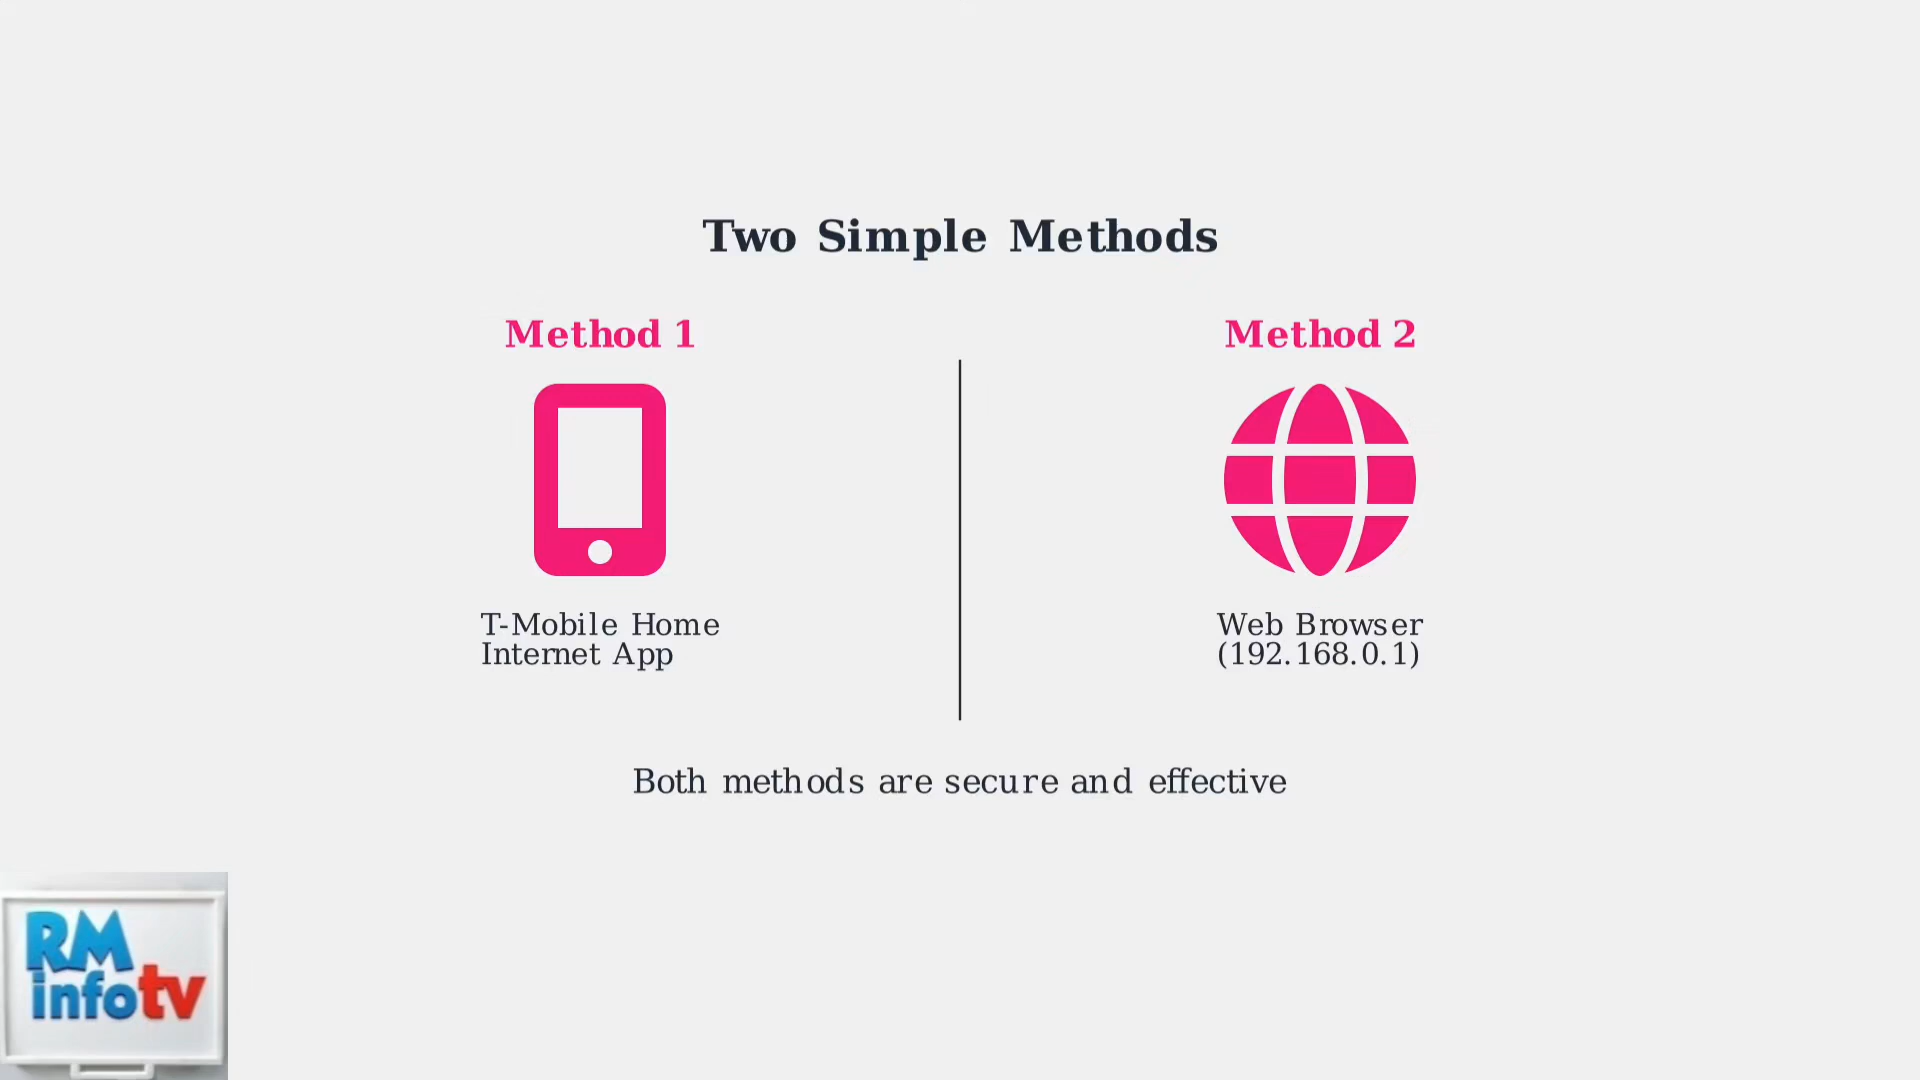 Two Simple Methods
Method 1
T-Mobile Home
Internet App
Method 2
Web Browser
(192.168.0.1)
Both methods are secure and effective
RM
infotv